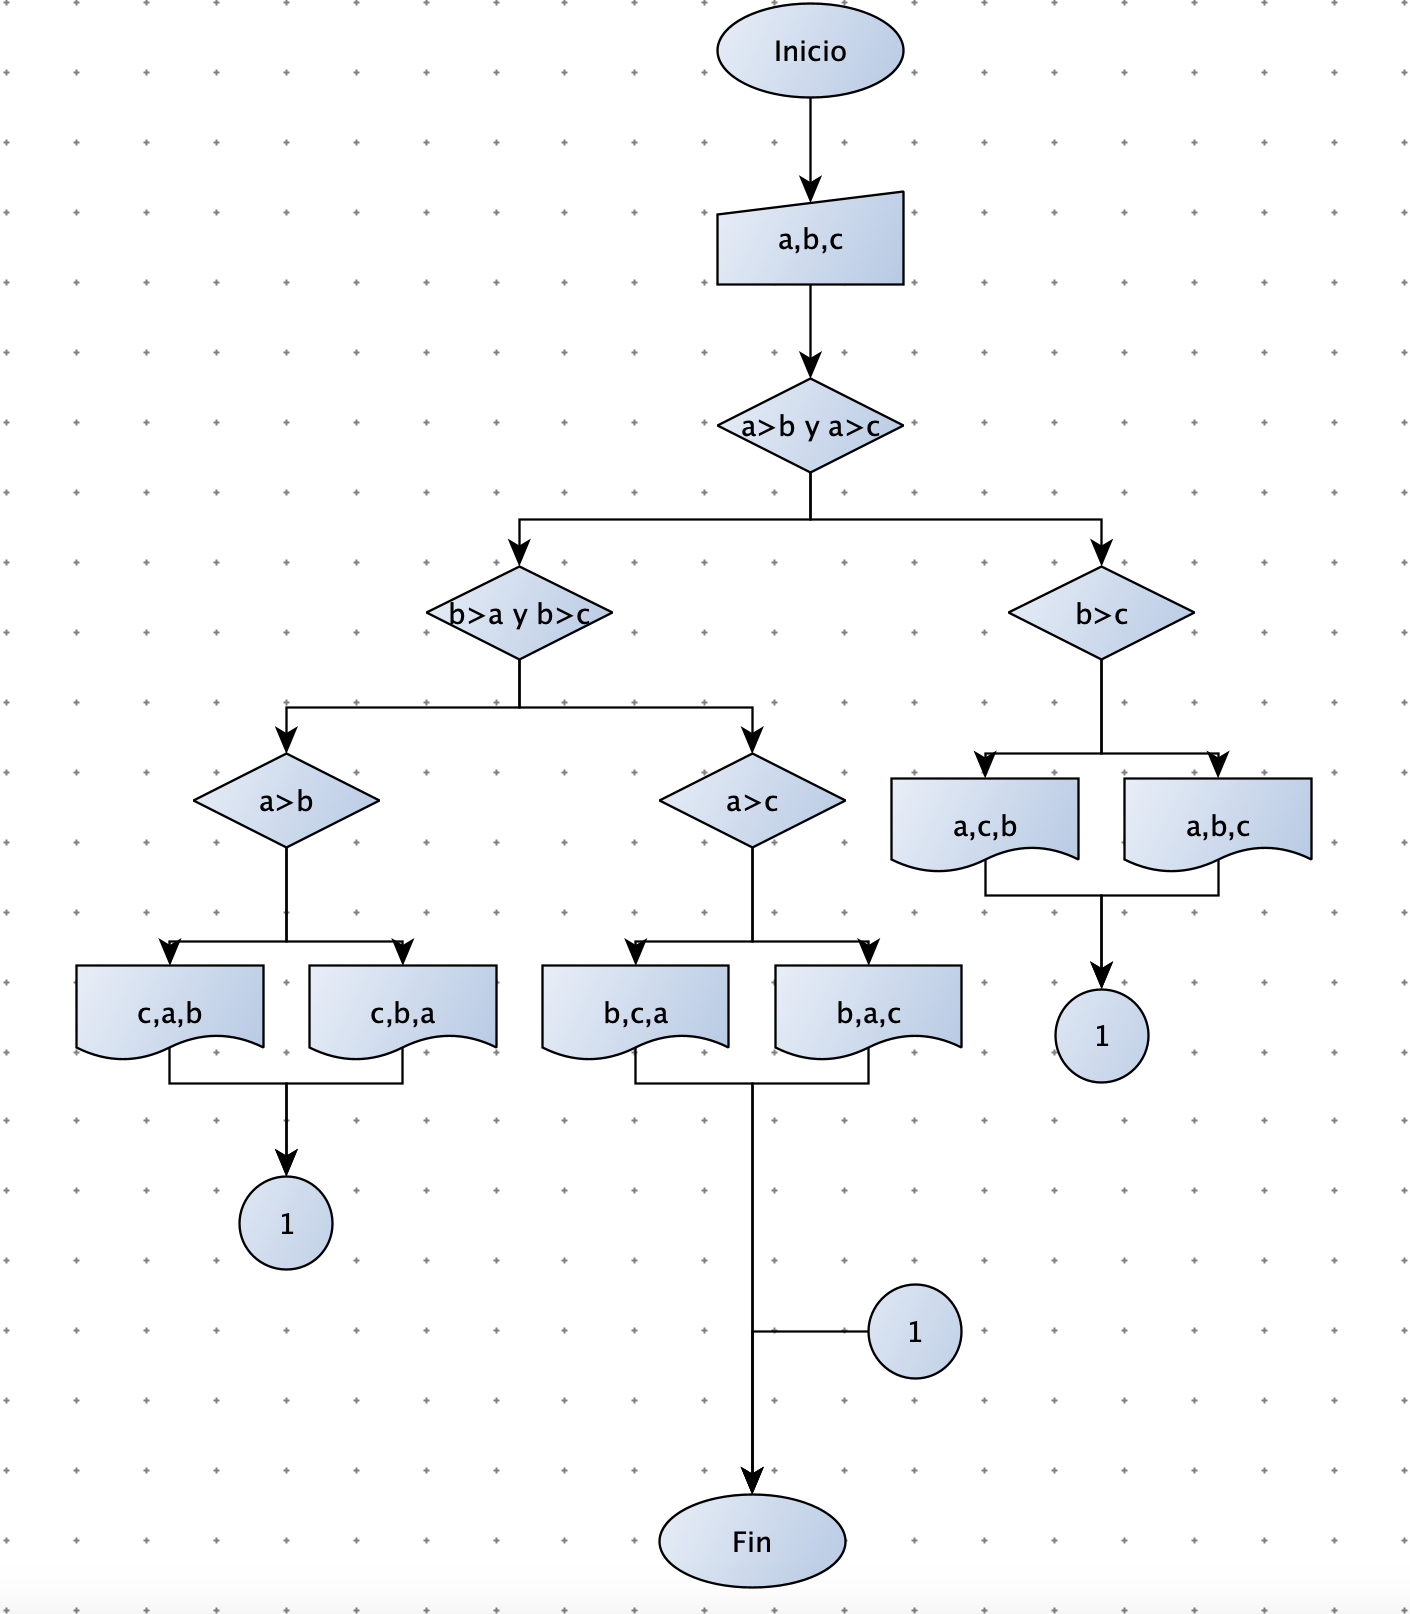 Inicio
a,b,c
a>b y a>c
b>a y b>c
b>c
a>b
a>c
a,c,b
a,b,c
c,a,b
c,b,a
b,c,a
b,a,c
1
1
1
Fin